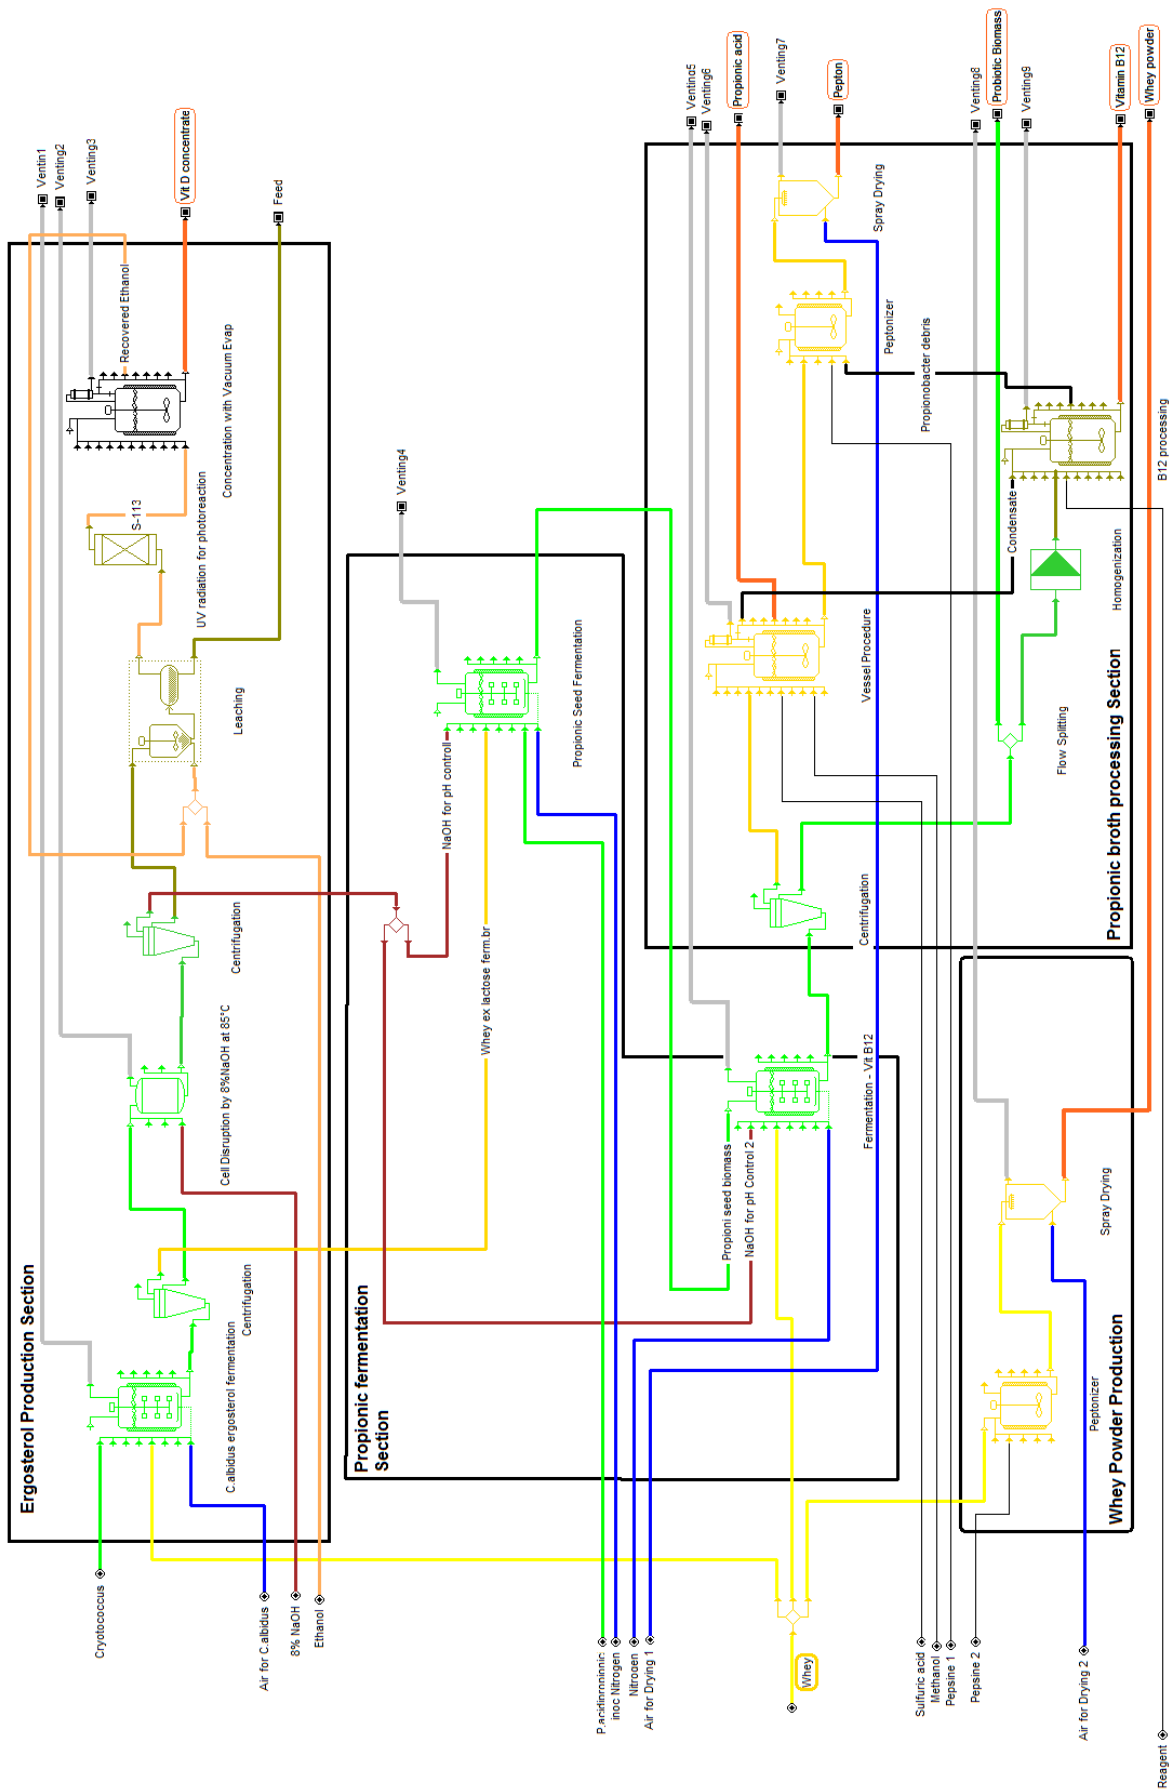 Ergosterol Production Section
Cryotococcus
Air for C.albidus
8% NaOH
Ethanol
C.albidus ergosterol fermentation
Centrifugation
Cell Disruption by 8%NaOH at 85°C
Centrifugation
Leaching
UV radiation for photoreaction
S-113
Concentration with Vacuum Evap
Recovered Ethanol
Ventin1
Venting2
Venting3
Vit D concentrate
Feed
Propionic fermentation
Section
NaOH for pH controll
Whey ex lactose ferm.br
Propionic Seed Fermentation
Venting4
Propioni seed biomass
NaOH for pH Control 2
Fermentation - Vit B12
P.acidipropionic
inoc Nitrogen
Nitrogen
Air for Drying 1
Whey
Sulfuric acid
Methanol
Pepsine 1
Pepsine 2
Air for Drying 2
Reagent
Propionic broth processing Section
Centrifugation
Vessel Procedure
Flow Splitting
Homogenization
Condensate
Propionobacter debris
Peptonizer
Spray Drying
B12 processing
Venting5
Venting6
Propionic acid
Venting7
Pepton
Venting8
Probiotic Biomass
Venting9
Vitamin B12
Whey powder
Whey Powder Production
Peptonizer
Spray Drying